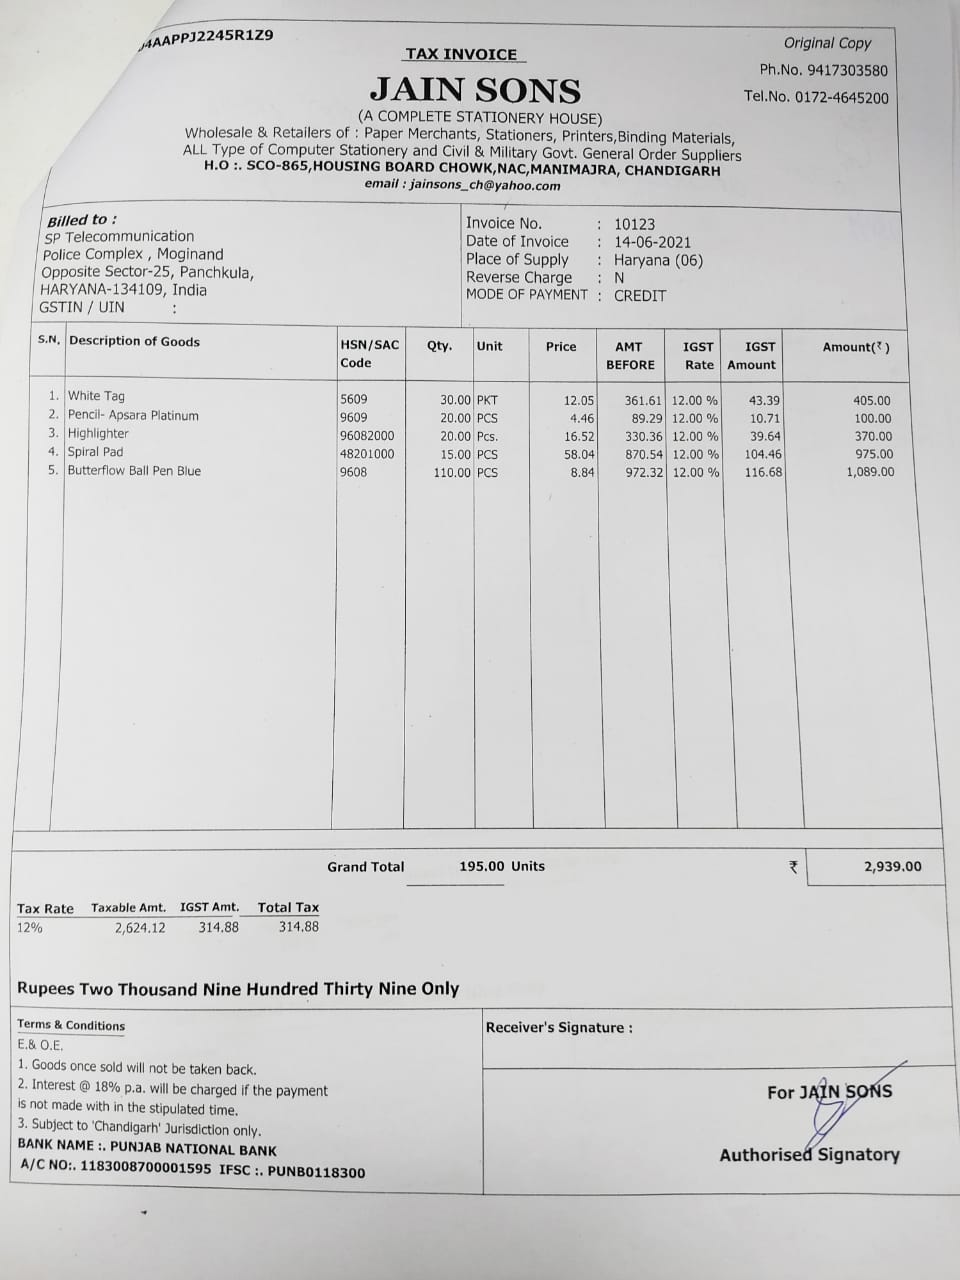 4AAPPJ2245R1Z9
Original Copy
TAX INVOICE
Ph.No. 9417303580
JAIN SONS
Tel.No. 0172-4645200
(A COMPLETE STATIONERY HOUSE)
Wholesale & Retailers of : Paper Merchants, Stationers, Printers,Binding Materials,
ALL Type of Computer Stationery and Civil & Military Govt. General Order Suppliers
H.O :. SCO-865,HOUSING BOARD CHOWK,NAC,MANIMAJRA, CHANDIGARH
email : jainsons_ch@yahoo.com
Billed to :
SP Telecommunication
Police Complex , Moginand
Opposite Sector-25, Panchkula,
HARYANA-134109, India
GSTIN / UIN :
Invoice No. : 10123
Date of Invoice : 14-06-2021
Place of Supply : Haryana (06)
Reverse Charge : N
MODE OF PAYMENT : CREDIT
S.N. Description of Goods HSN/SAC Code Qty. Unit Price AMT BEFORE IGST Rate IGST Amount Amount(₹)
1. White Tag 5609 30.00 PKT 12.05 361.61 12.00 % 43.39 405.00
2. Pencil- Apsara Platinum 9609 20.00 PCS 4.46 89.29 12.00 % 10.71 100.00
3. Highlighter 96082000 20.00 Pcs. 16.52 330.36 12.00 % 39.64 370.00
4. Spiral Pad 48201000 15.00 PCS 58.04 870.54 12.00 % 104.46 975.00
5. Butterflow Ball Pen Blue 9608 110.00 PCS 8.84 972.32 12.00 % 116.68 1,089.00
Grand Total 195.00 Units ₹ 2,939.00
Tax Rate Taxable Amt. IGST Amt. Total Tax
12% 2,624.12 314.88 314.88
Rupees Two Thousand Nine Hundred Thirty Nine Only
Terms & Conditions
E.& O.E.
1. Goods once sold will not be taken back.
2. Interest @ 18% p.a. will be charged if the payment
is not made with in the stipulated time.
3. Subject to 'Chandigarh' Jurisdiction only.
BANK NAME :. PUNJAB NATIONAL BANK
A/C NO:. 1183008700001595 IFSC :. PUNB0118300
Receiver's Signature :
For JAIN SONS
Authorised Signatory